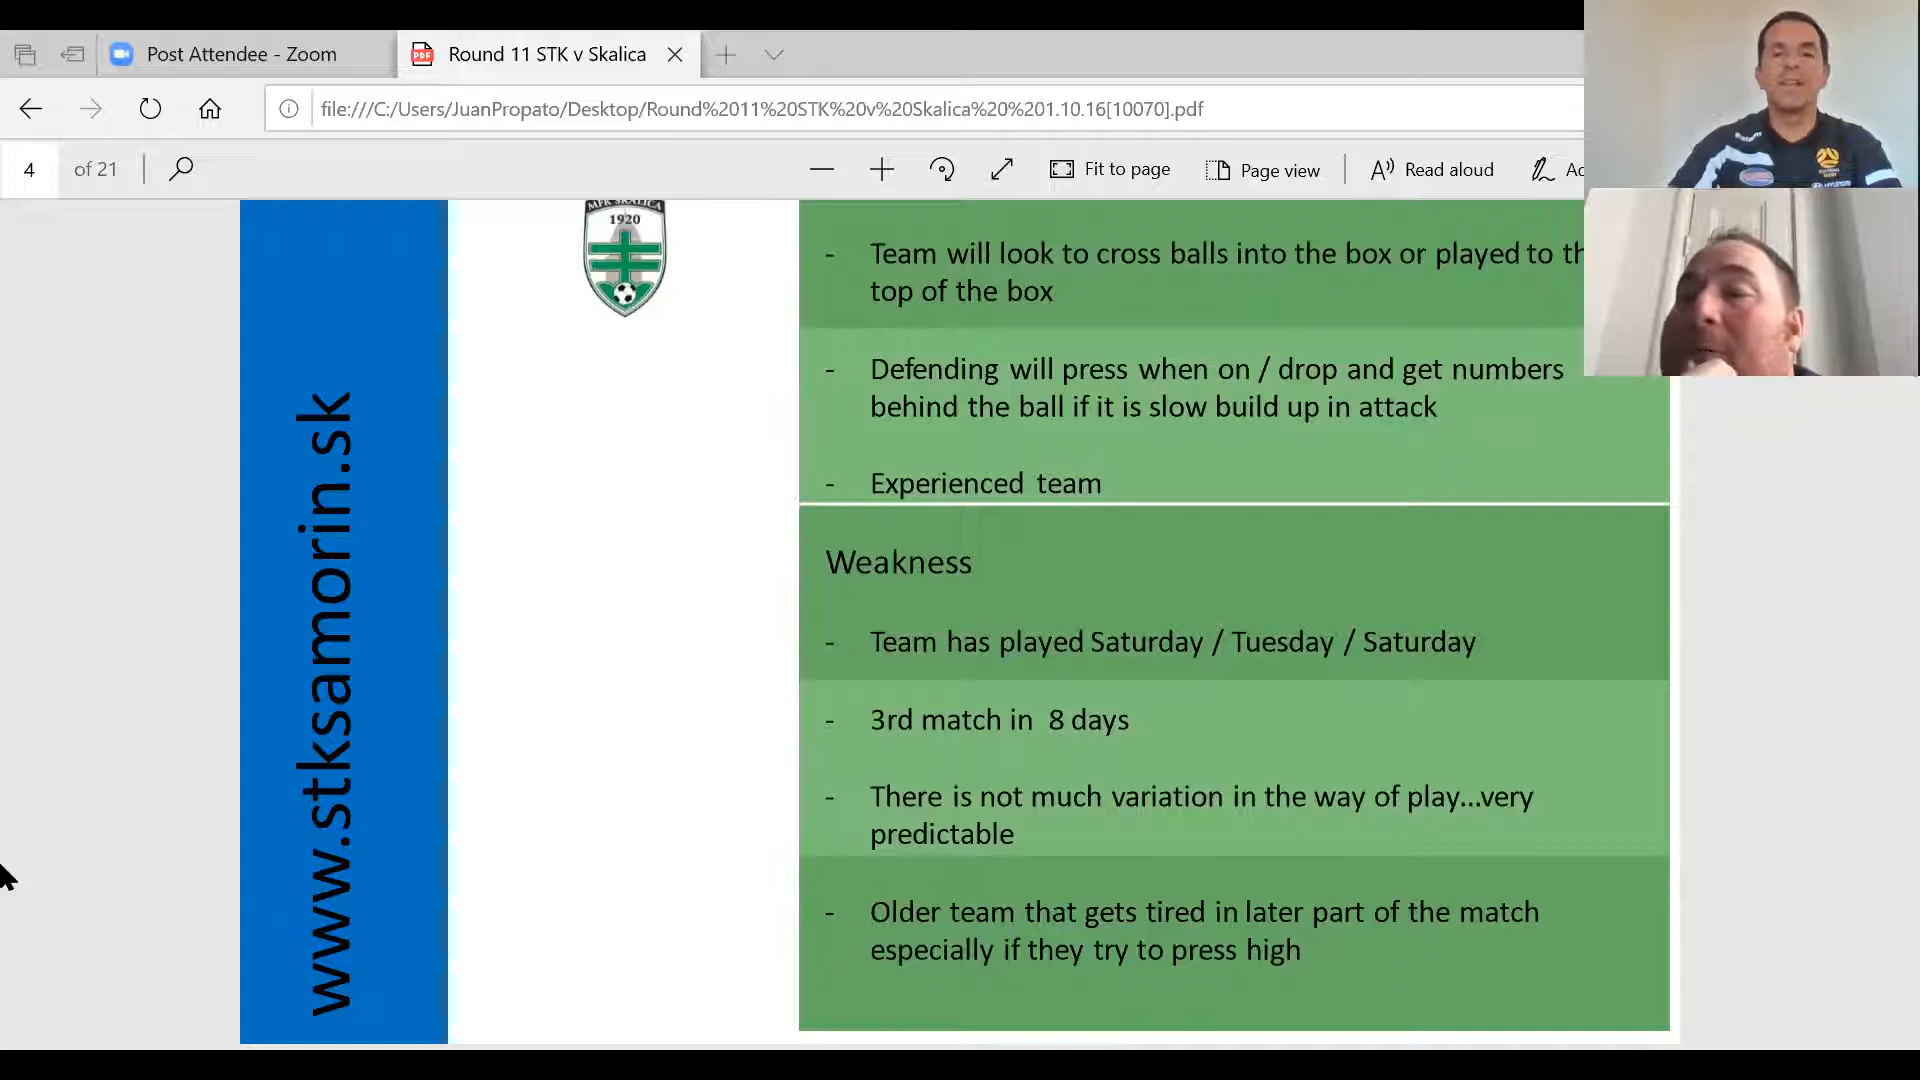 Post Attendee - Zoom
PDF
Round 11 STK v Skalica
file:///C:/Users/JuanPropato/Desktop/Round%2011%20STK%20v%20Skalica%20%201.10.16[10070].pdf
4 of 21
Fit to page
Page view
Read aloud
MFK SKALICA
1920
- Team will look to cross balls into the box or played to th
top of the box
- Defending will press when on / drop and get numbers
behind the ball if it is slow build up in attack
- Experienced team
www.stksamorin.sk
Weakness
- Team has played Saturday / Tuesday / Saturday
- 3rd match in 8 days
- There is not much variation in the way of play...very
predictable
- Older team that gets tired in later part of the match
especially if they try to press high